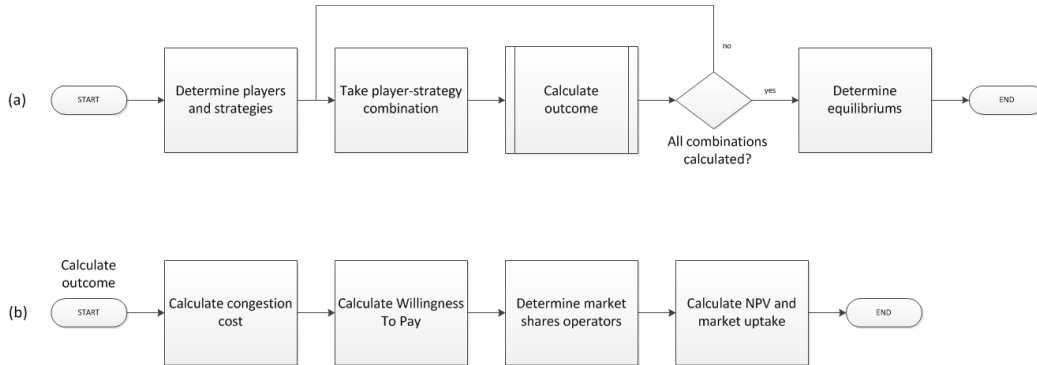 no
(a)
START
Determine players
and strategies
Take player-strategy
combination
Calculate
outcome
yes
Determine
equilibriums
END
All combinations
calculated?
Calculate
outcome
(b)
START
Calculate congestion
cost
Calculate Willingness
To Pay
Determine market
shares operators
Calculate NPV and
market uptake
END